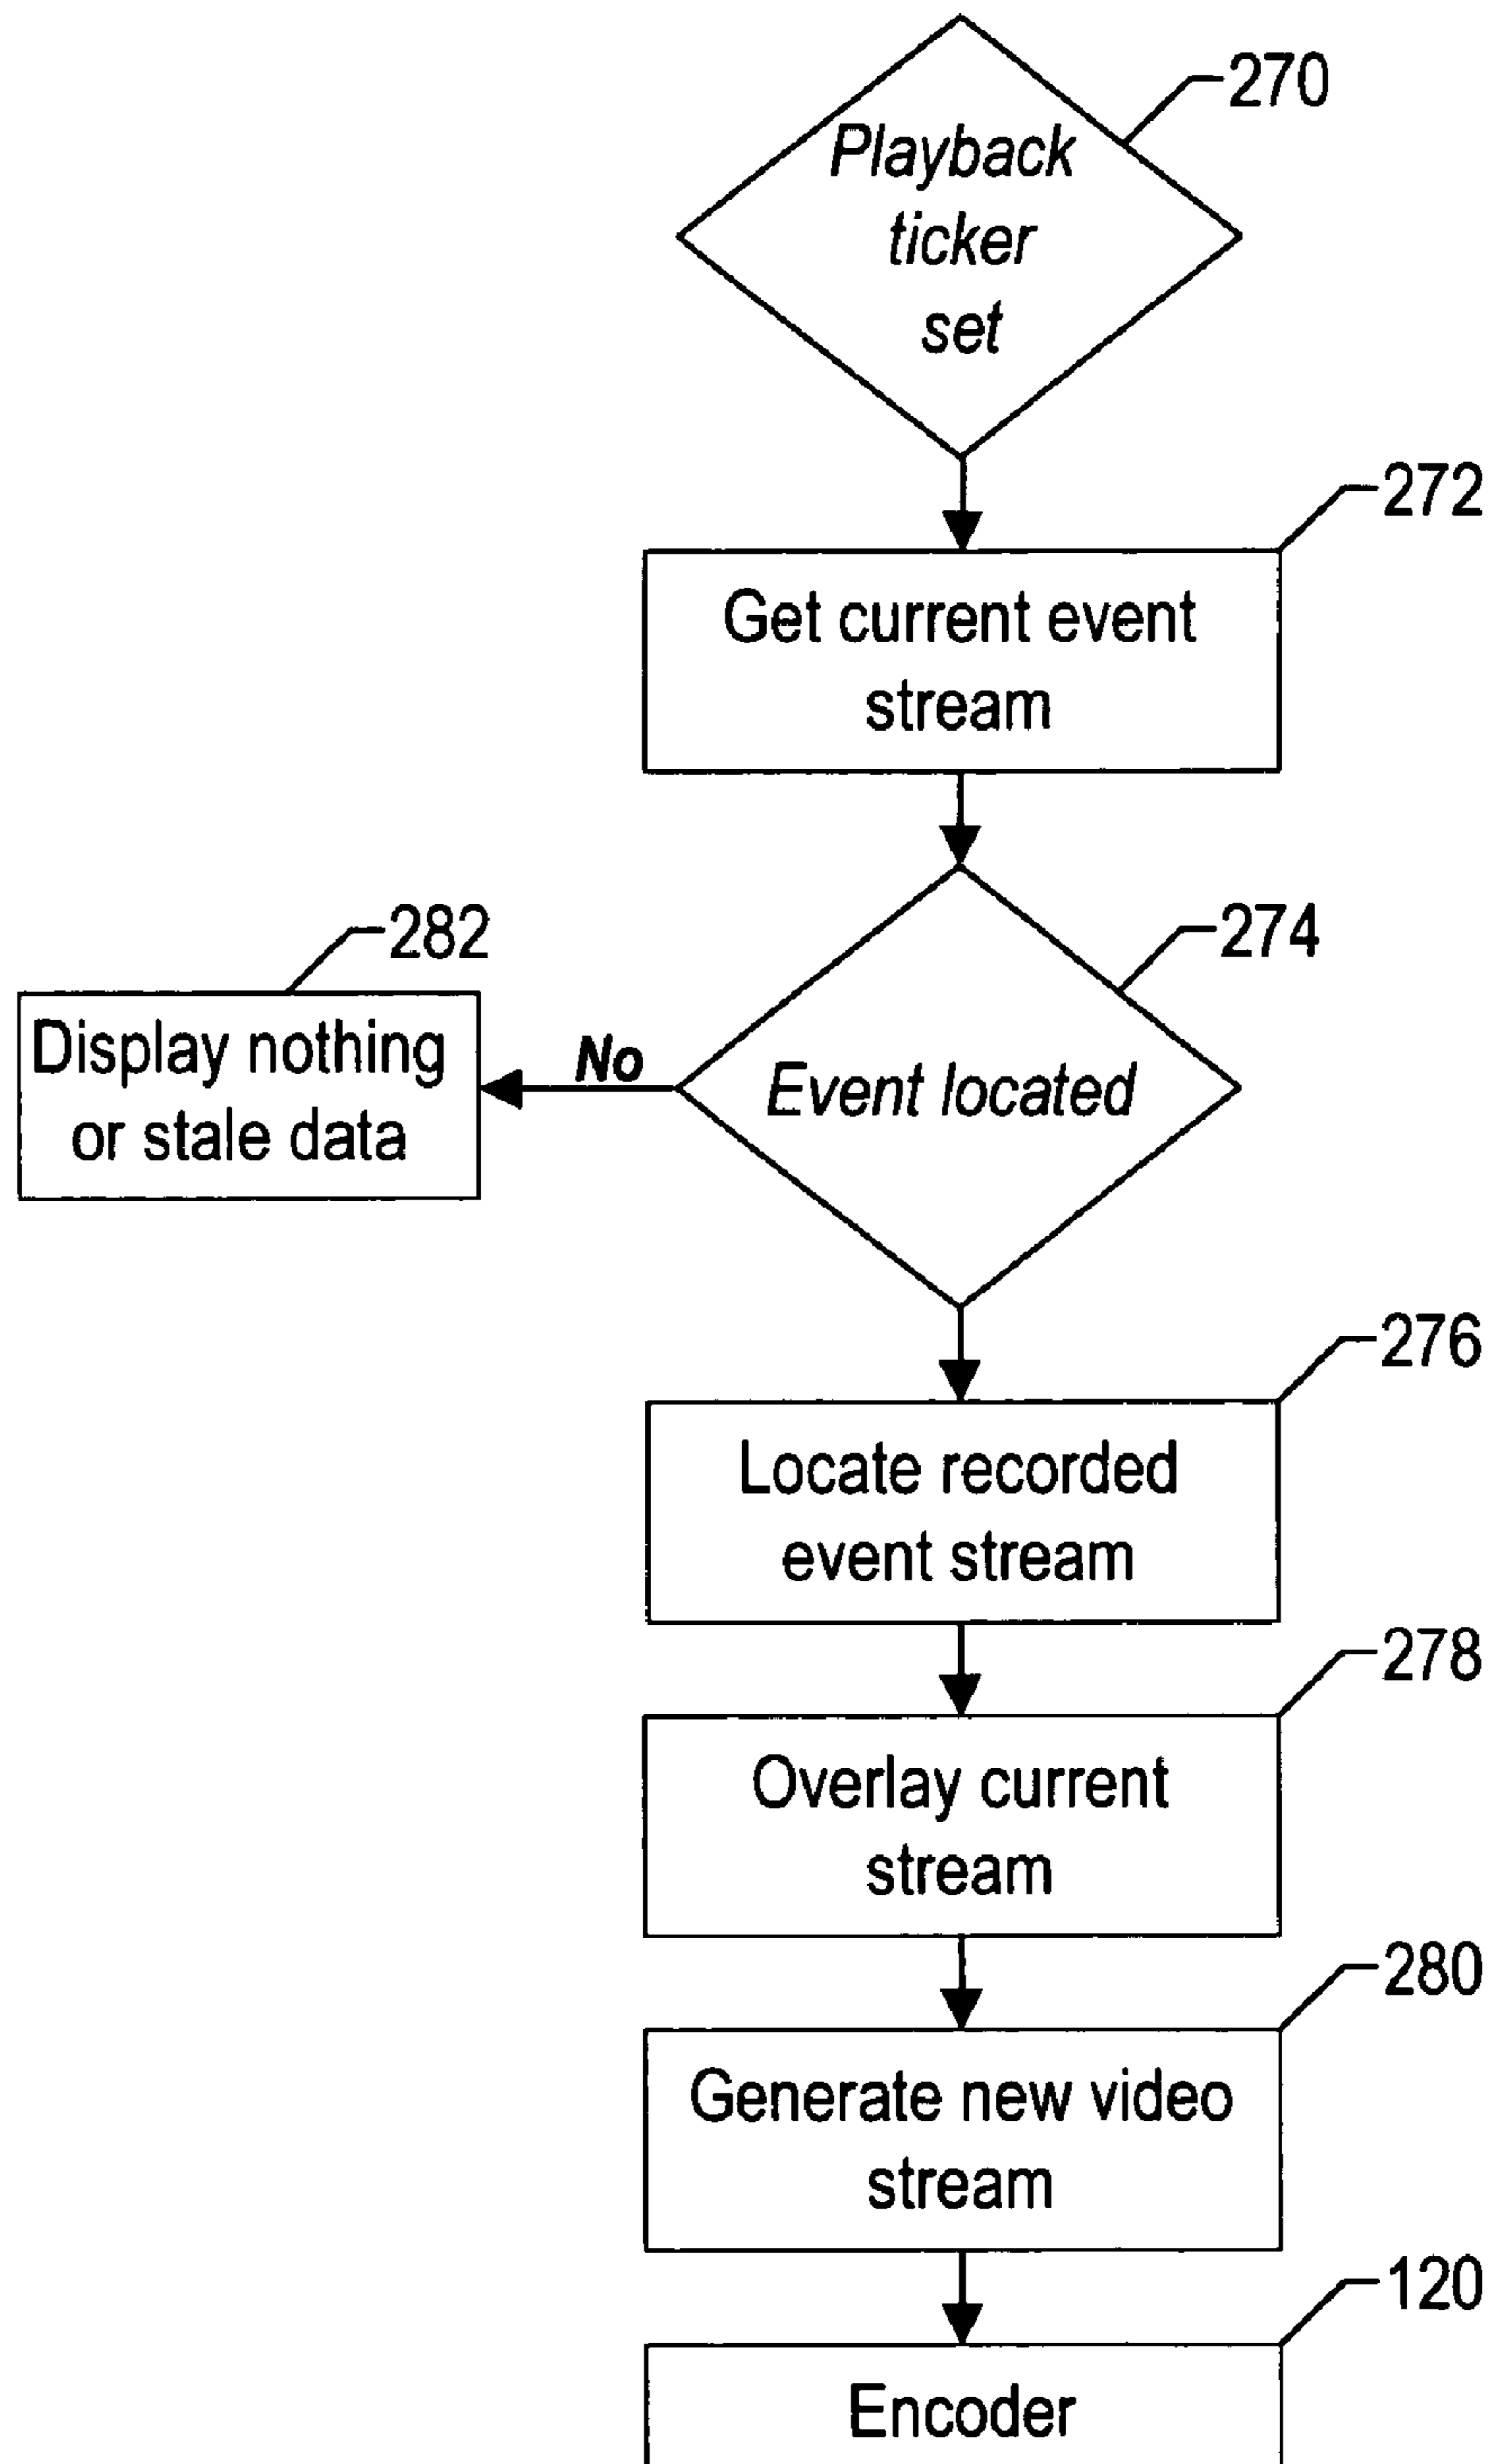 270
Playback
ticker
set
272
Get current event
stream
282
274
Display nothing
or stale data
No
Event located
276
Locate recorded
event stream
278
Overlay current
stream
280
Generate new video
stream
120
Encoder